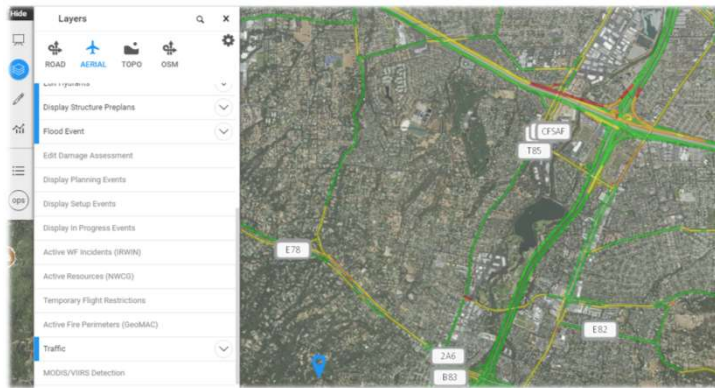 Hide
Layers
ROAD AERIAL TOPO OSM
Edit Hydrants
Display Structure Preplans
Flood Event
Edit Damage Assessment
Display Planning Events
Display Setup Events
Display In Progress Events
Active WF Incidents (IRWIN)
Active Resources (NWCG)
Temporary Flight Restrictions
Active Fire Perimeters (GeoMAC)
Traffic
MODIS/VIIRS Detection
ops
CFSAF
T85
E78
E82
2A6
B83